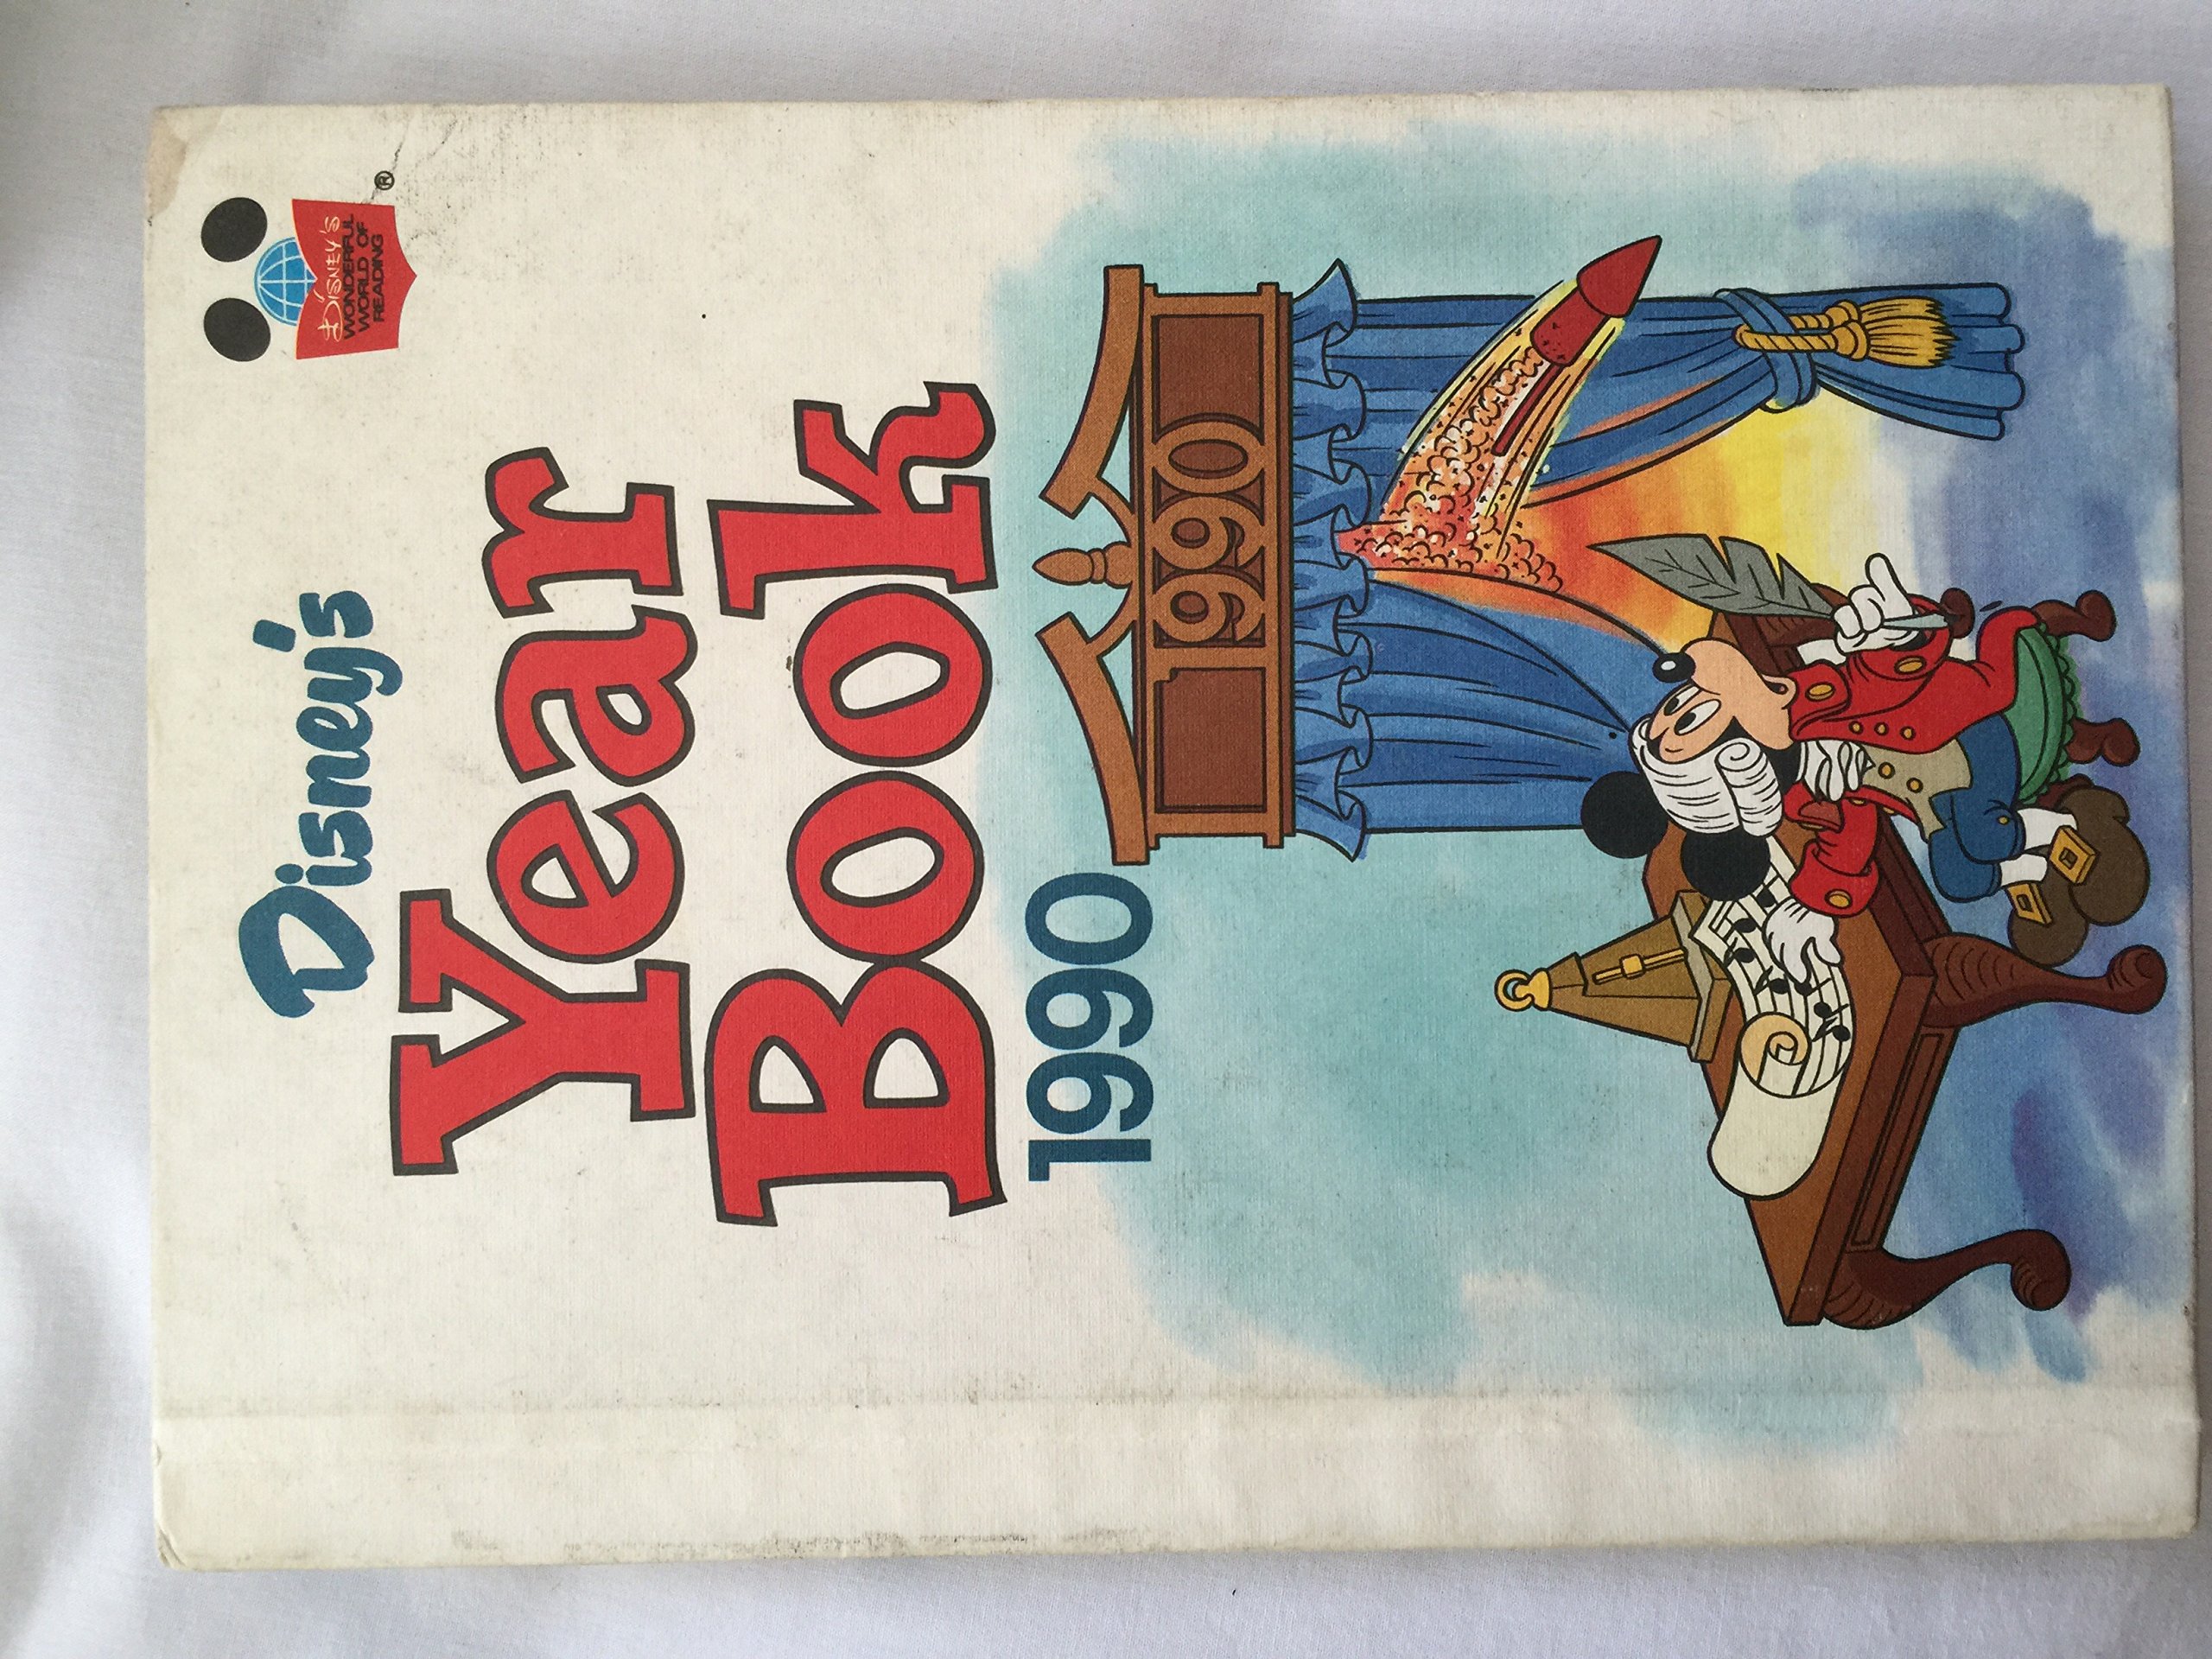 DISNEY'S
WONDERFUL
WORLD OF
READING
®
Disney's
Year
Book
1990
1990